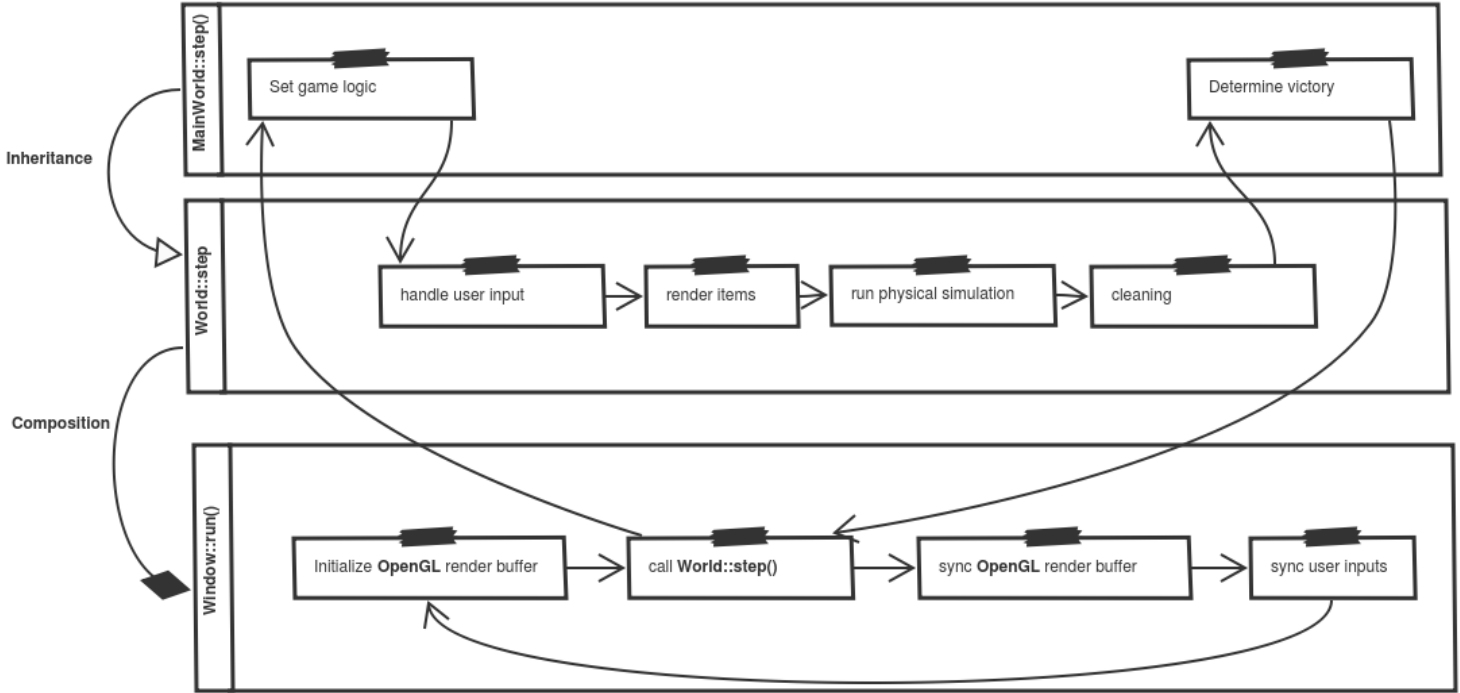 MainWorld::step()
Set game logic
Determine victory
Inheritance
World::step
handle user input
render items
run physical simulation
cleaning
Composition
Window::run()
Initialize OpenGL render buffer
call World::step()
sync OpenGL render buffer
sync user inputs